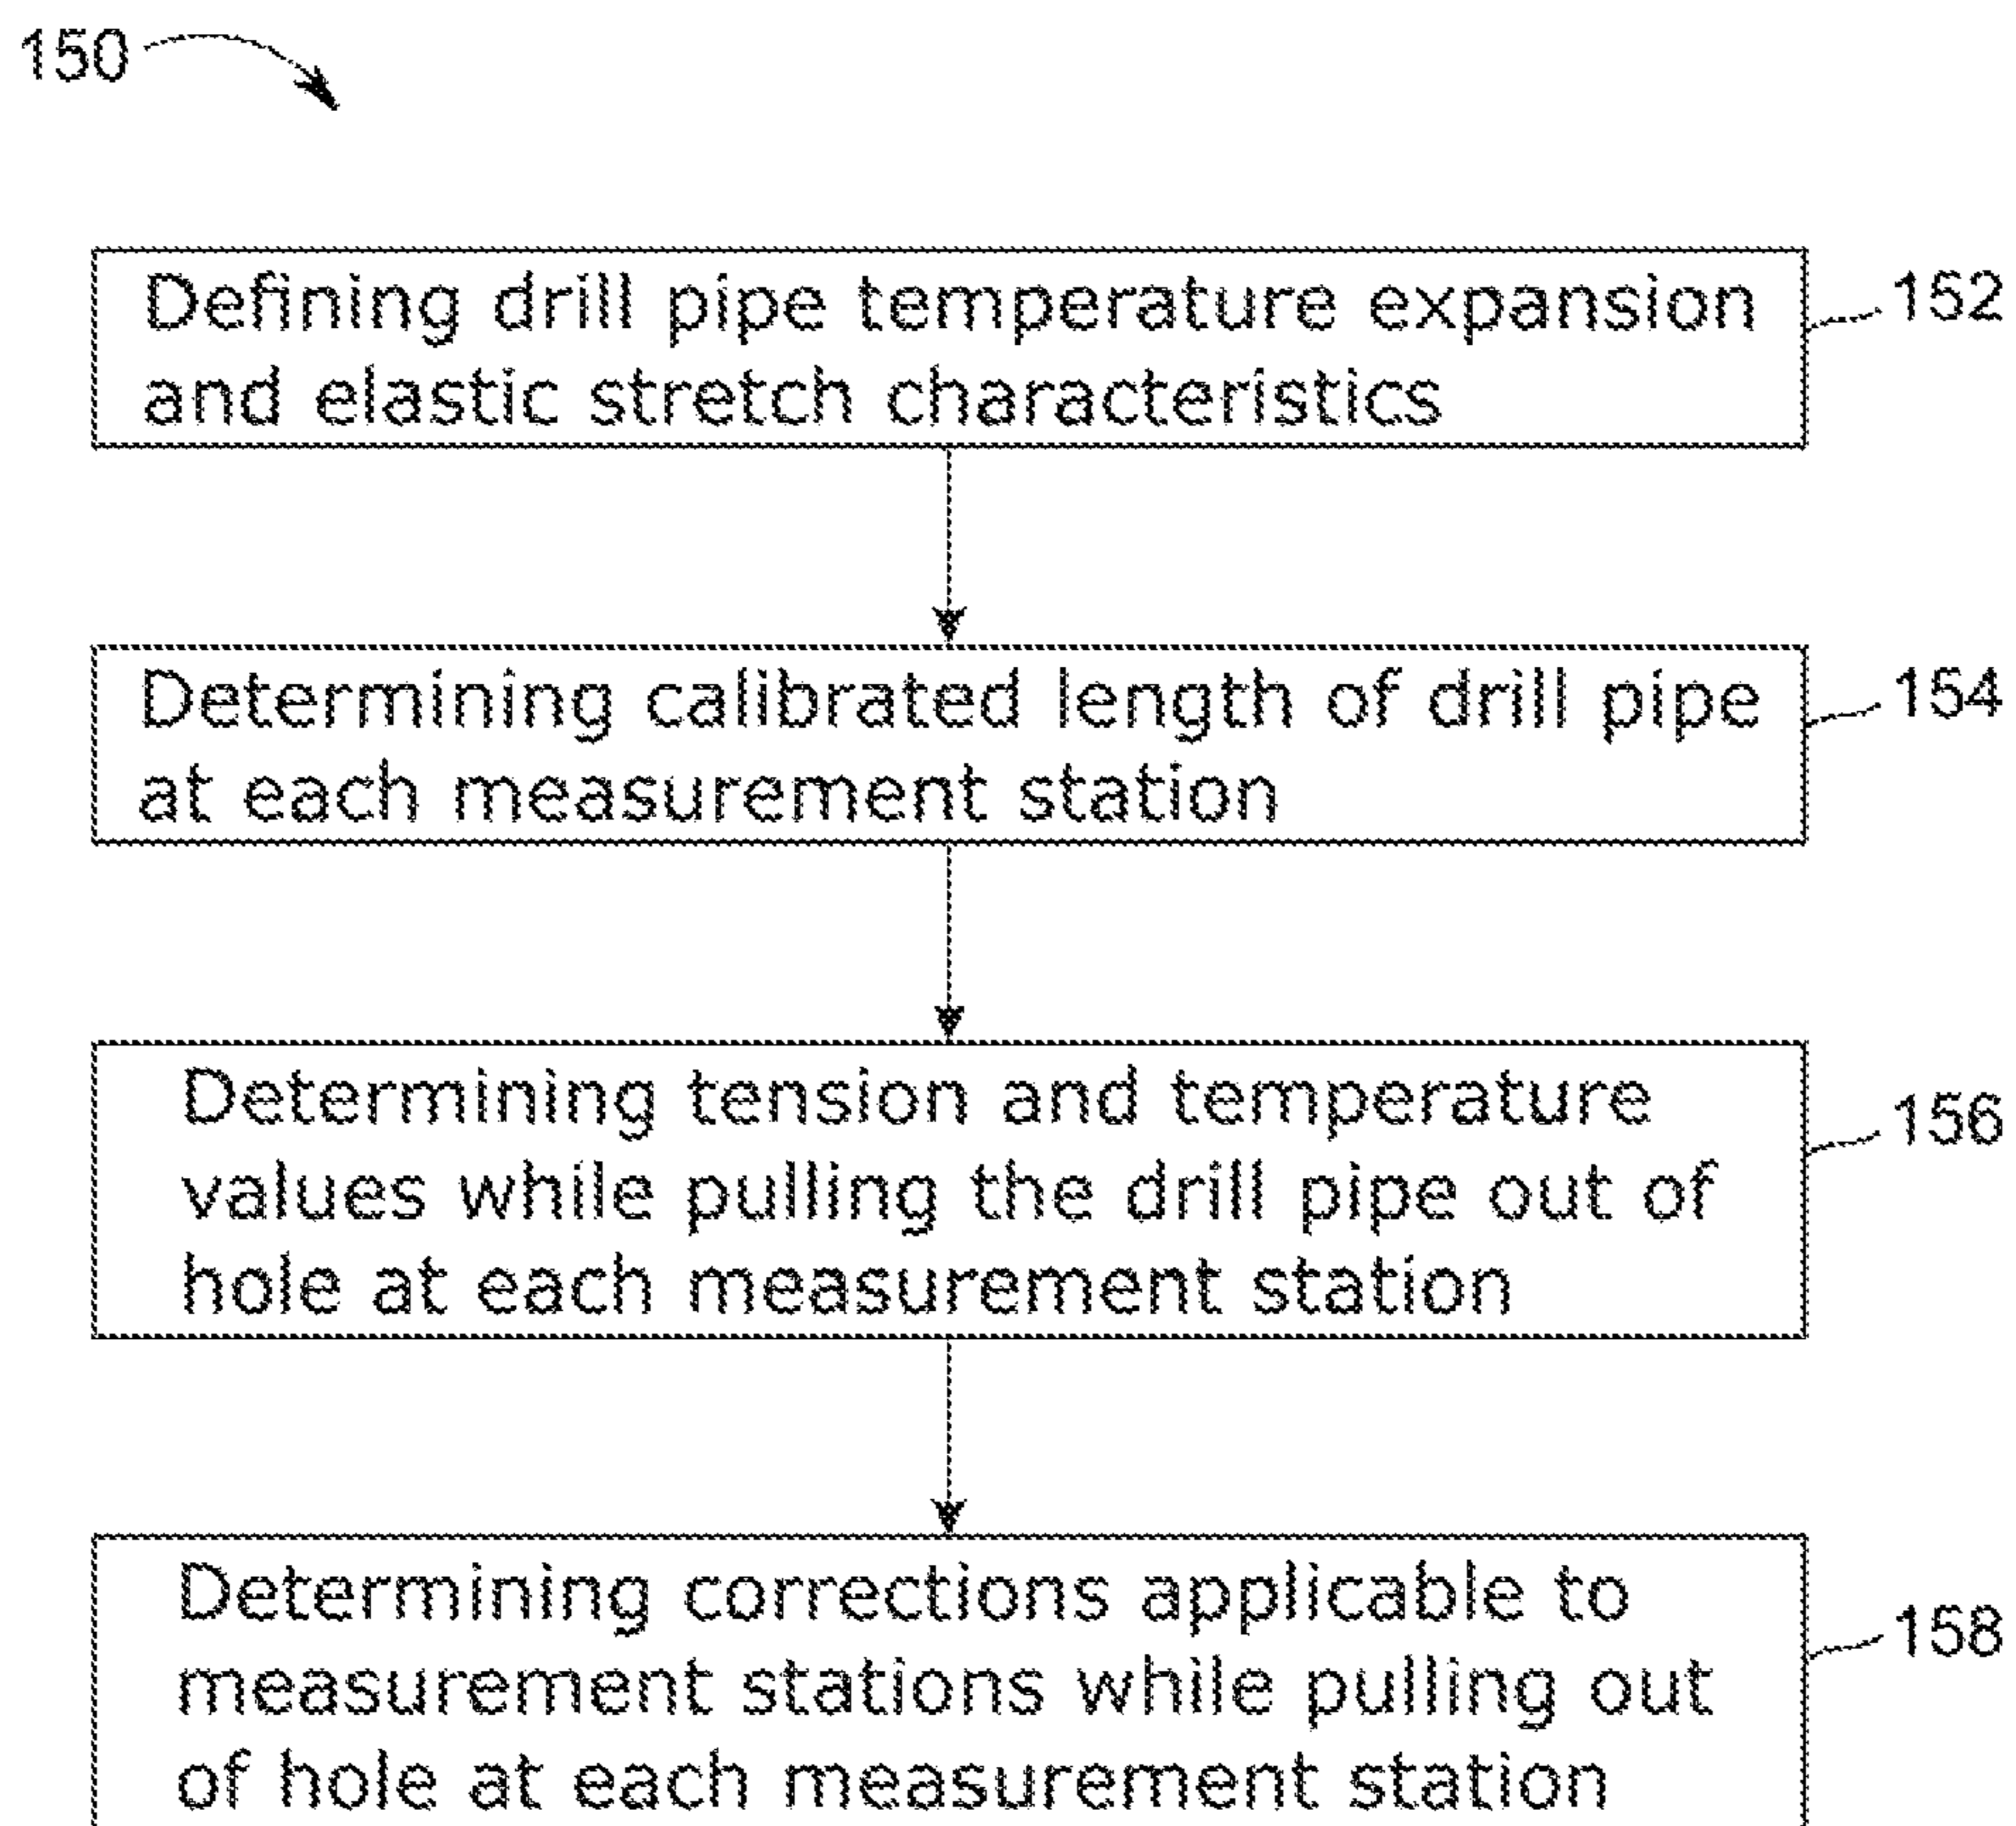 150
Defining drill pipe temperature expansion
and elastic stretch characteristics
152
Determining calibrated length of drill pipe
at each measurement station
154
Determining tension and temperature
values while pulling the drill pipe out of
hole at each measurement station
156
Determining corrections applicable to
measurement stations while pulling out
of hole at each measurement station
158